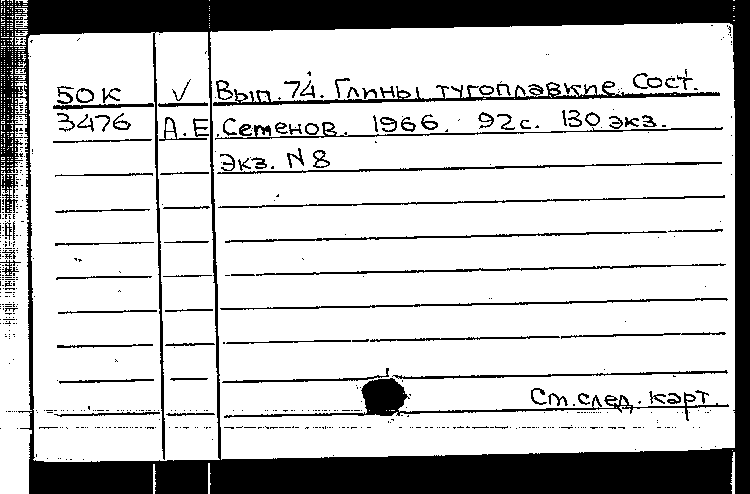 50К ✓ Вып. 74. Глины тугоплавкие. Сост.
3476 А.Е. Семенов. 1966. 92с. 130 экз.
Экз. N 8
См. след. карт.